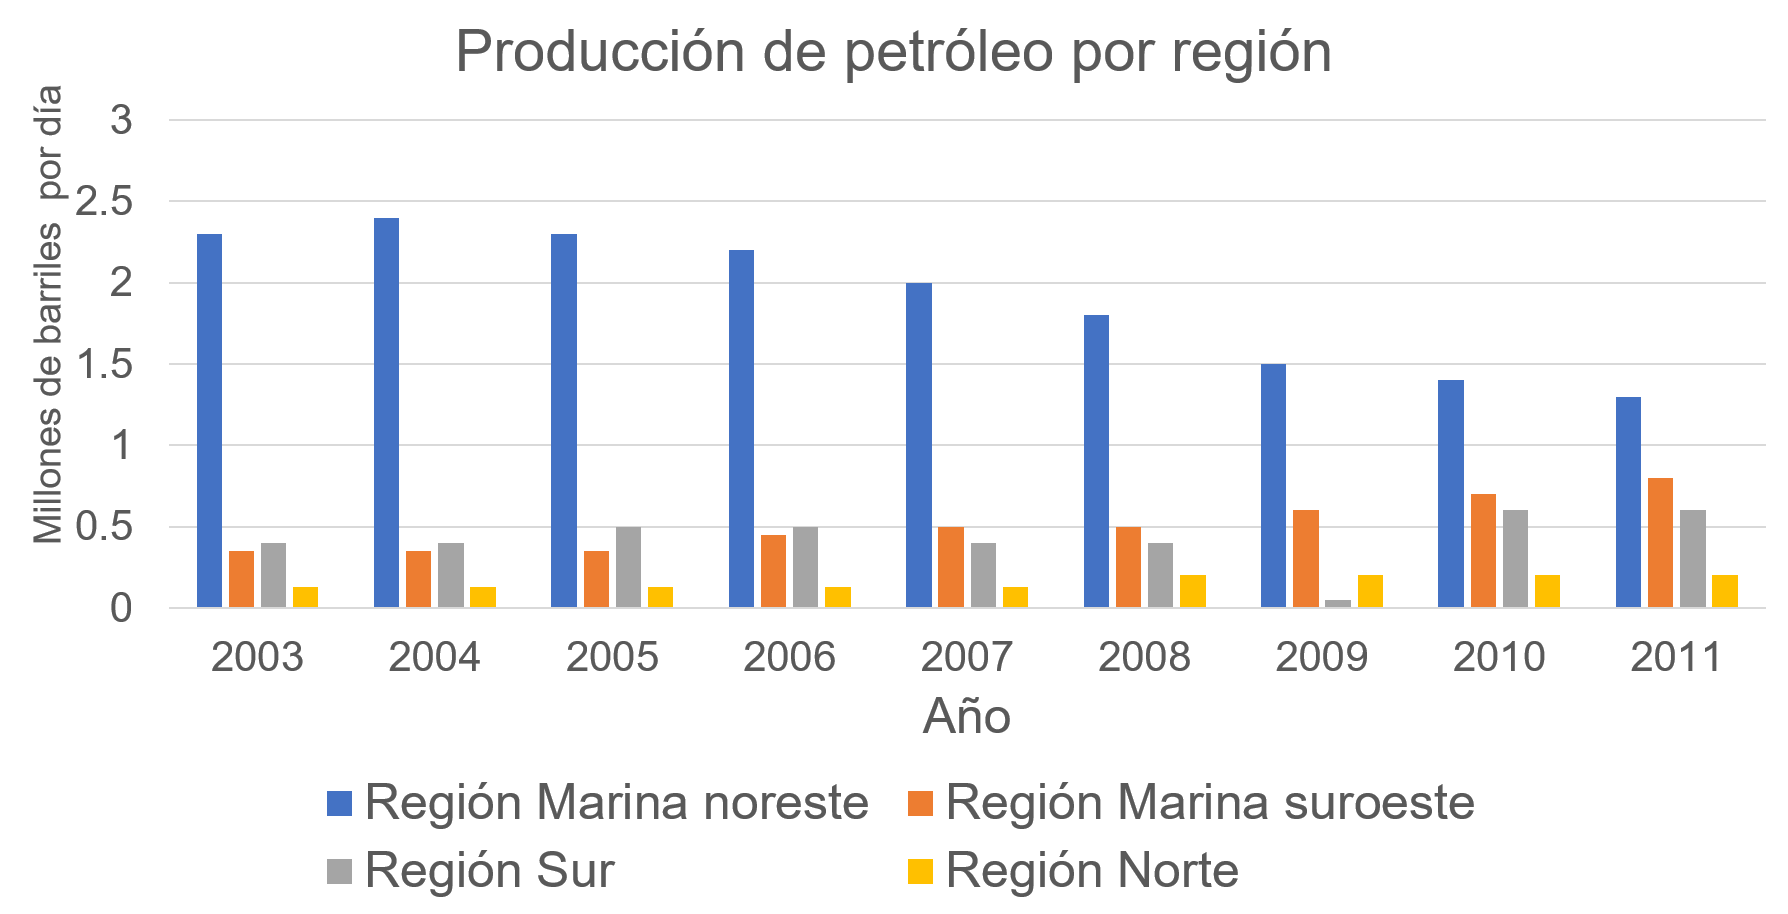 Producción de petróleo por región
Millones de barriles  por día
3
2.5
2
1.5
1
0.5
0
2003 2004 2005 2006 2007 2008 2009 2010 2011
Año
Región Marina noreste Región Marina suroeste
Región Sur Región Norte